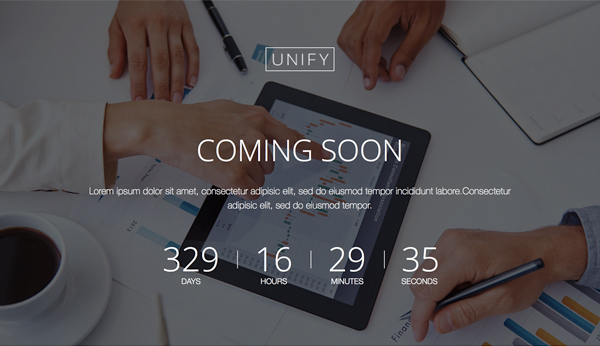 UNIFY
COMING SOON
Lorem ipsum dolor sit amet, consectetur adipisic elit, sed do eiusmod tempor incididunt labore.Consectetur
adipisic elit, sed do eiusmod tempor.
329 | 16 | 29 | 35
DAYS HOURS MINUTES SECONDS